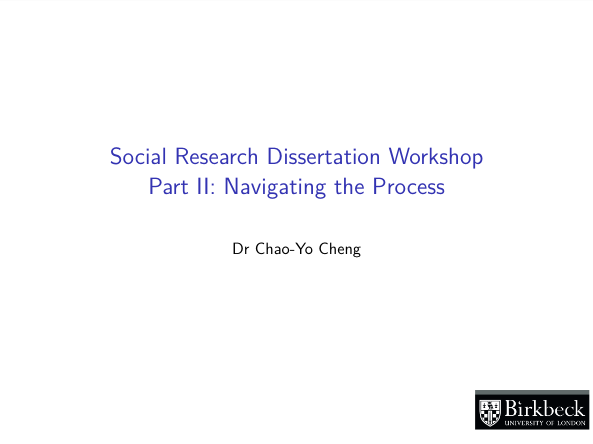 Social Research Dissertation Workshop
Part II: Navigating the Process
Dr Chao-Yo Cheng
Birkbeck
UNIVERSITY OF LONDON